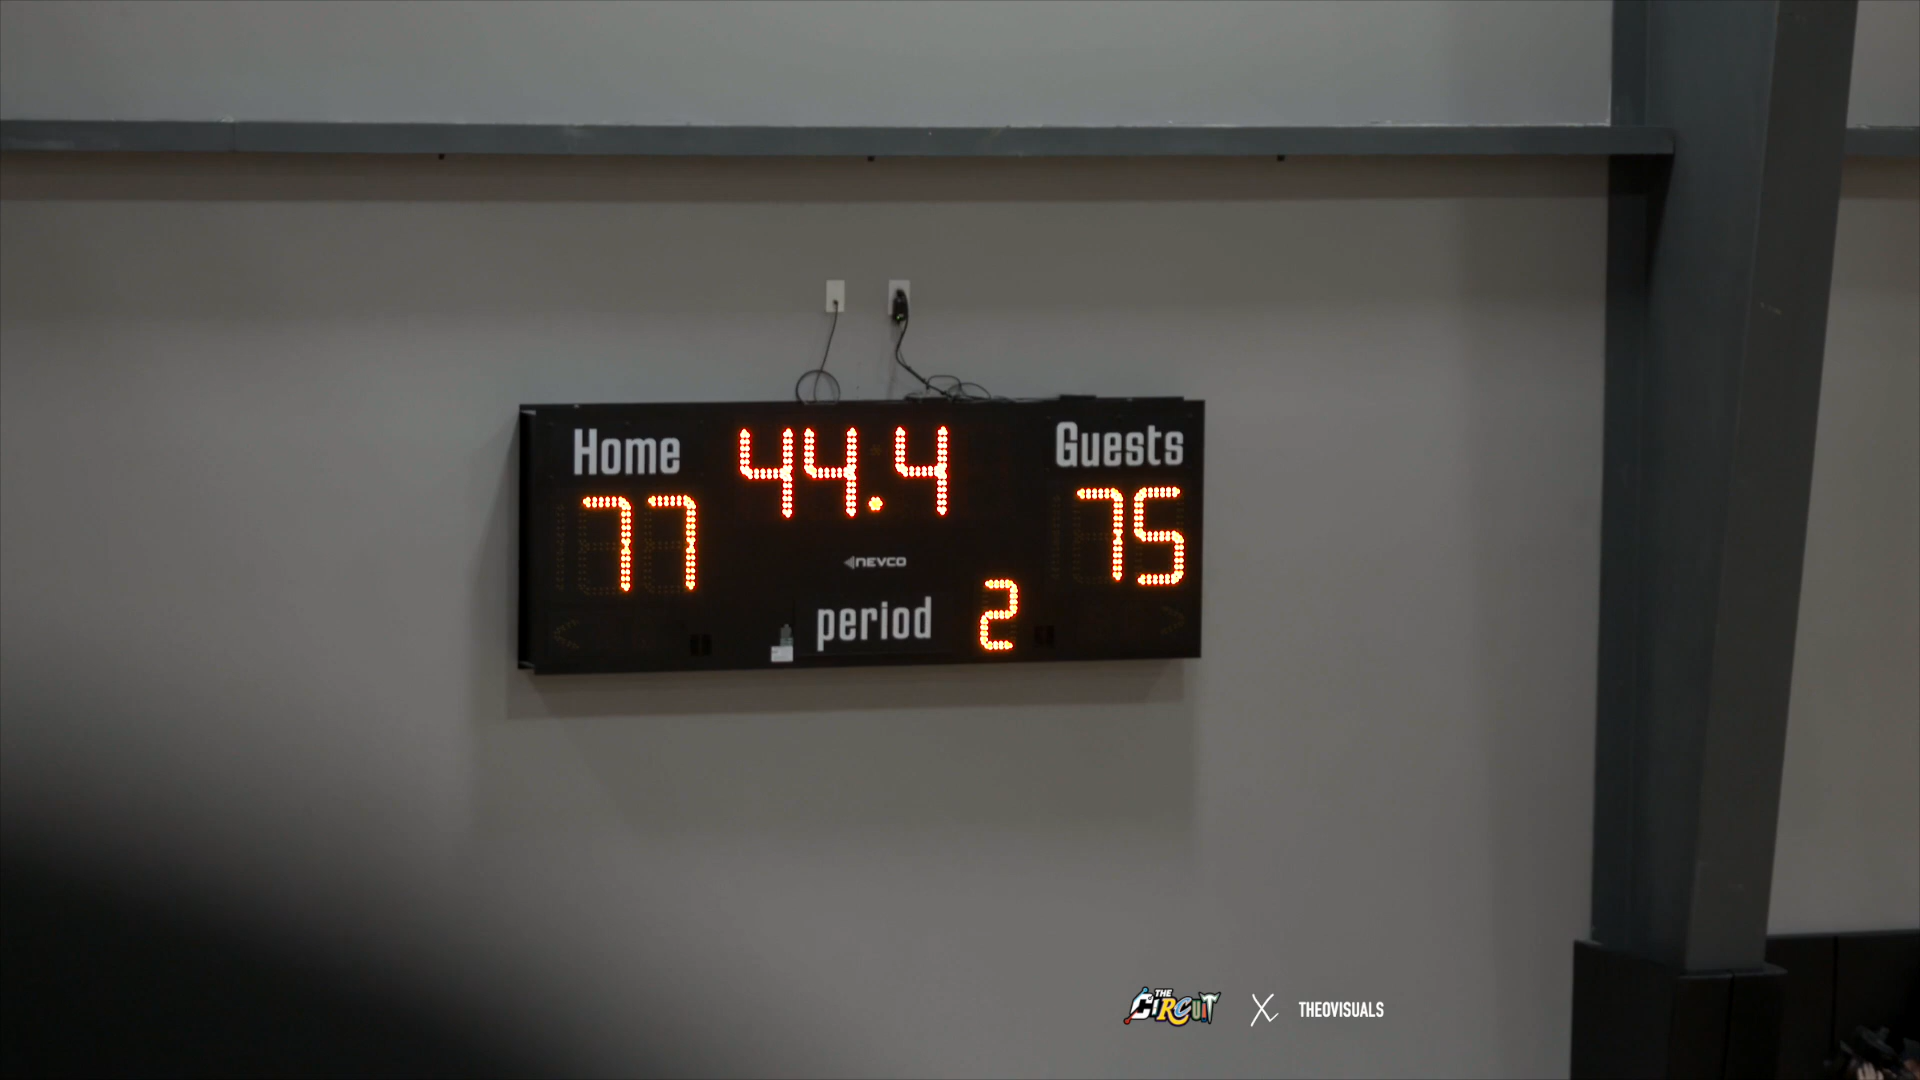 Home
44.4
Guests
77
75
NEVCO
period 2
THE
CIRCUIT
X THEOVISUALS